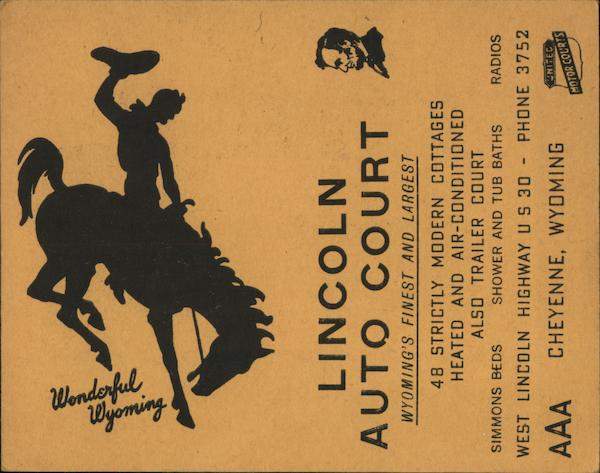 Wonderful
Wyoming
LINCOLN
AUTO COURT
WYOMING'S FINEST AND LARGEST
48 STRICTLY MODERN COTTAGES
HEATED AND AIR-CONDITIONED
ALSO TRAILER COURT
SIMMONS BEDS SHOWER AND TUB BATHS RADIOS
WEST LINCOLN HIGHWAY U S 30 - PHONE 3752
AAA CHEYENNE, WYOMING
UNITED
MOTOR COURTS